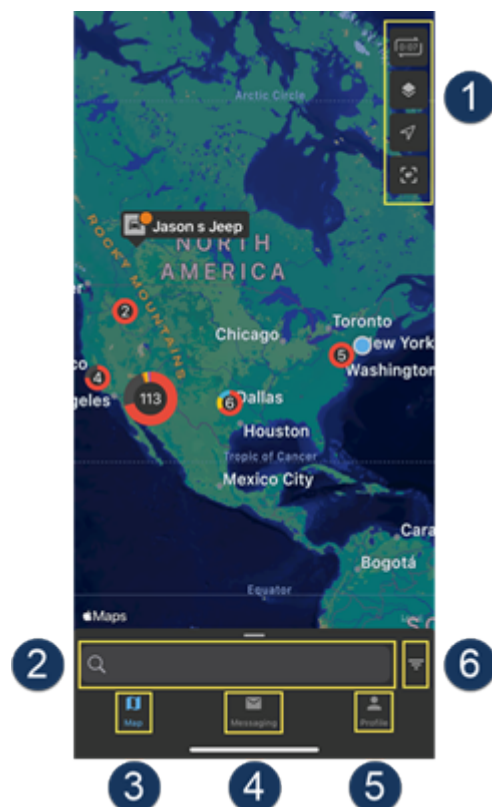 0:07
1
Arctic Circle
Jason s Jeep
ROCKY MOUNTAINS
NORTH
AMERICA
2
Toronto
Chicago
5
ew York
Washington
co
4
geles
113
6
Dallas
Houston
Tropic of Cancer
Mexico City
Cara
Bogotá
Equator
Maps
2
6
Map
Messaging
Profile
3
4
5